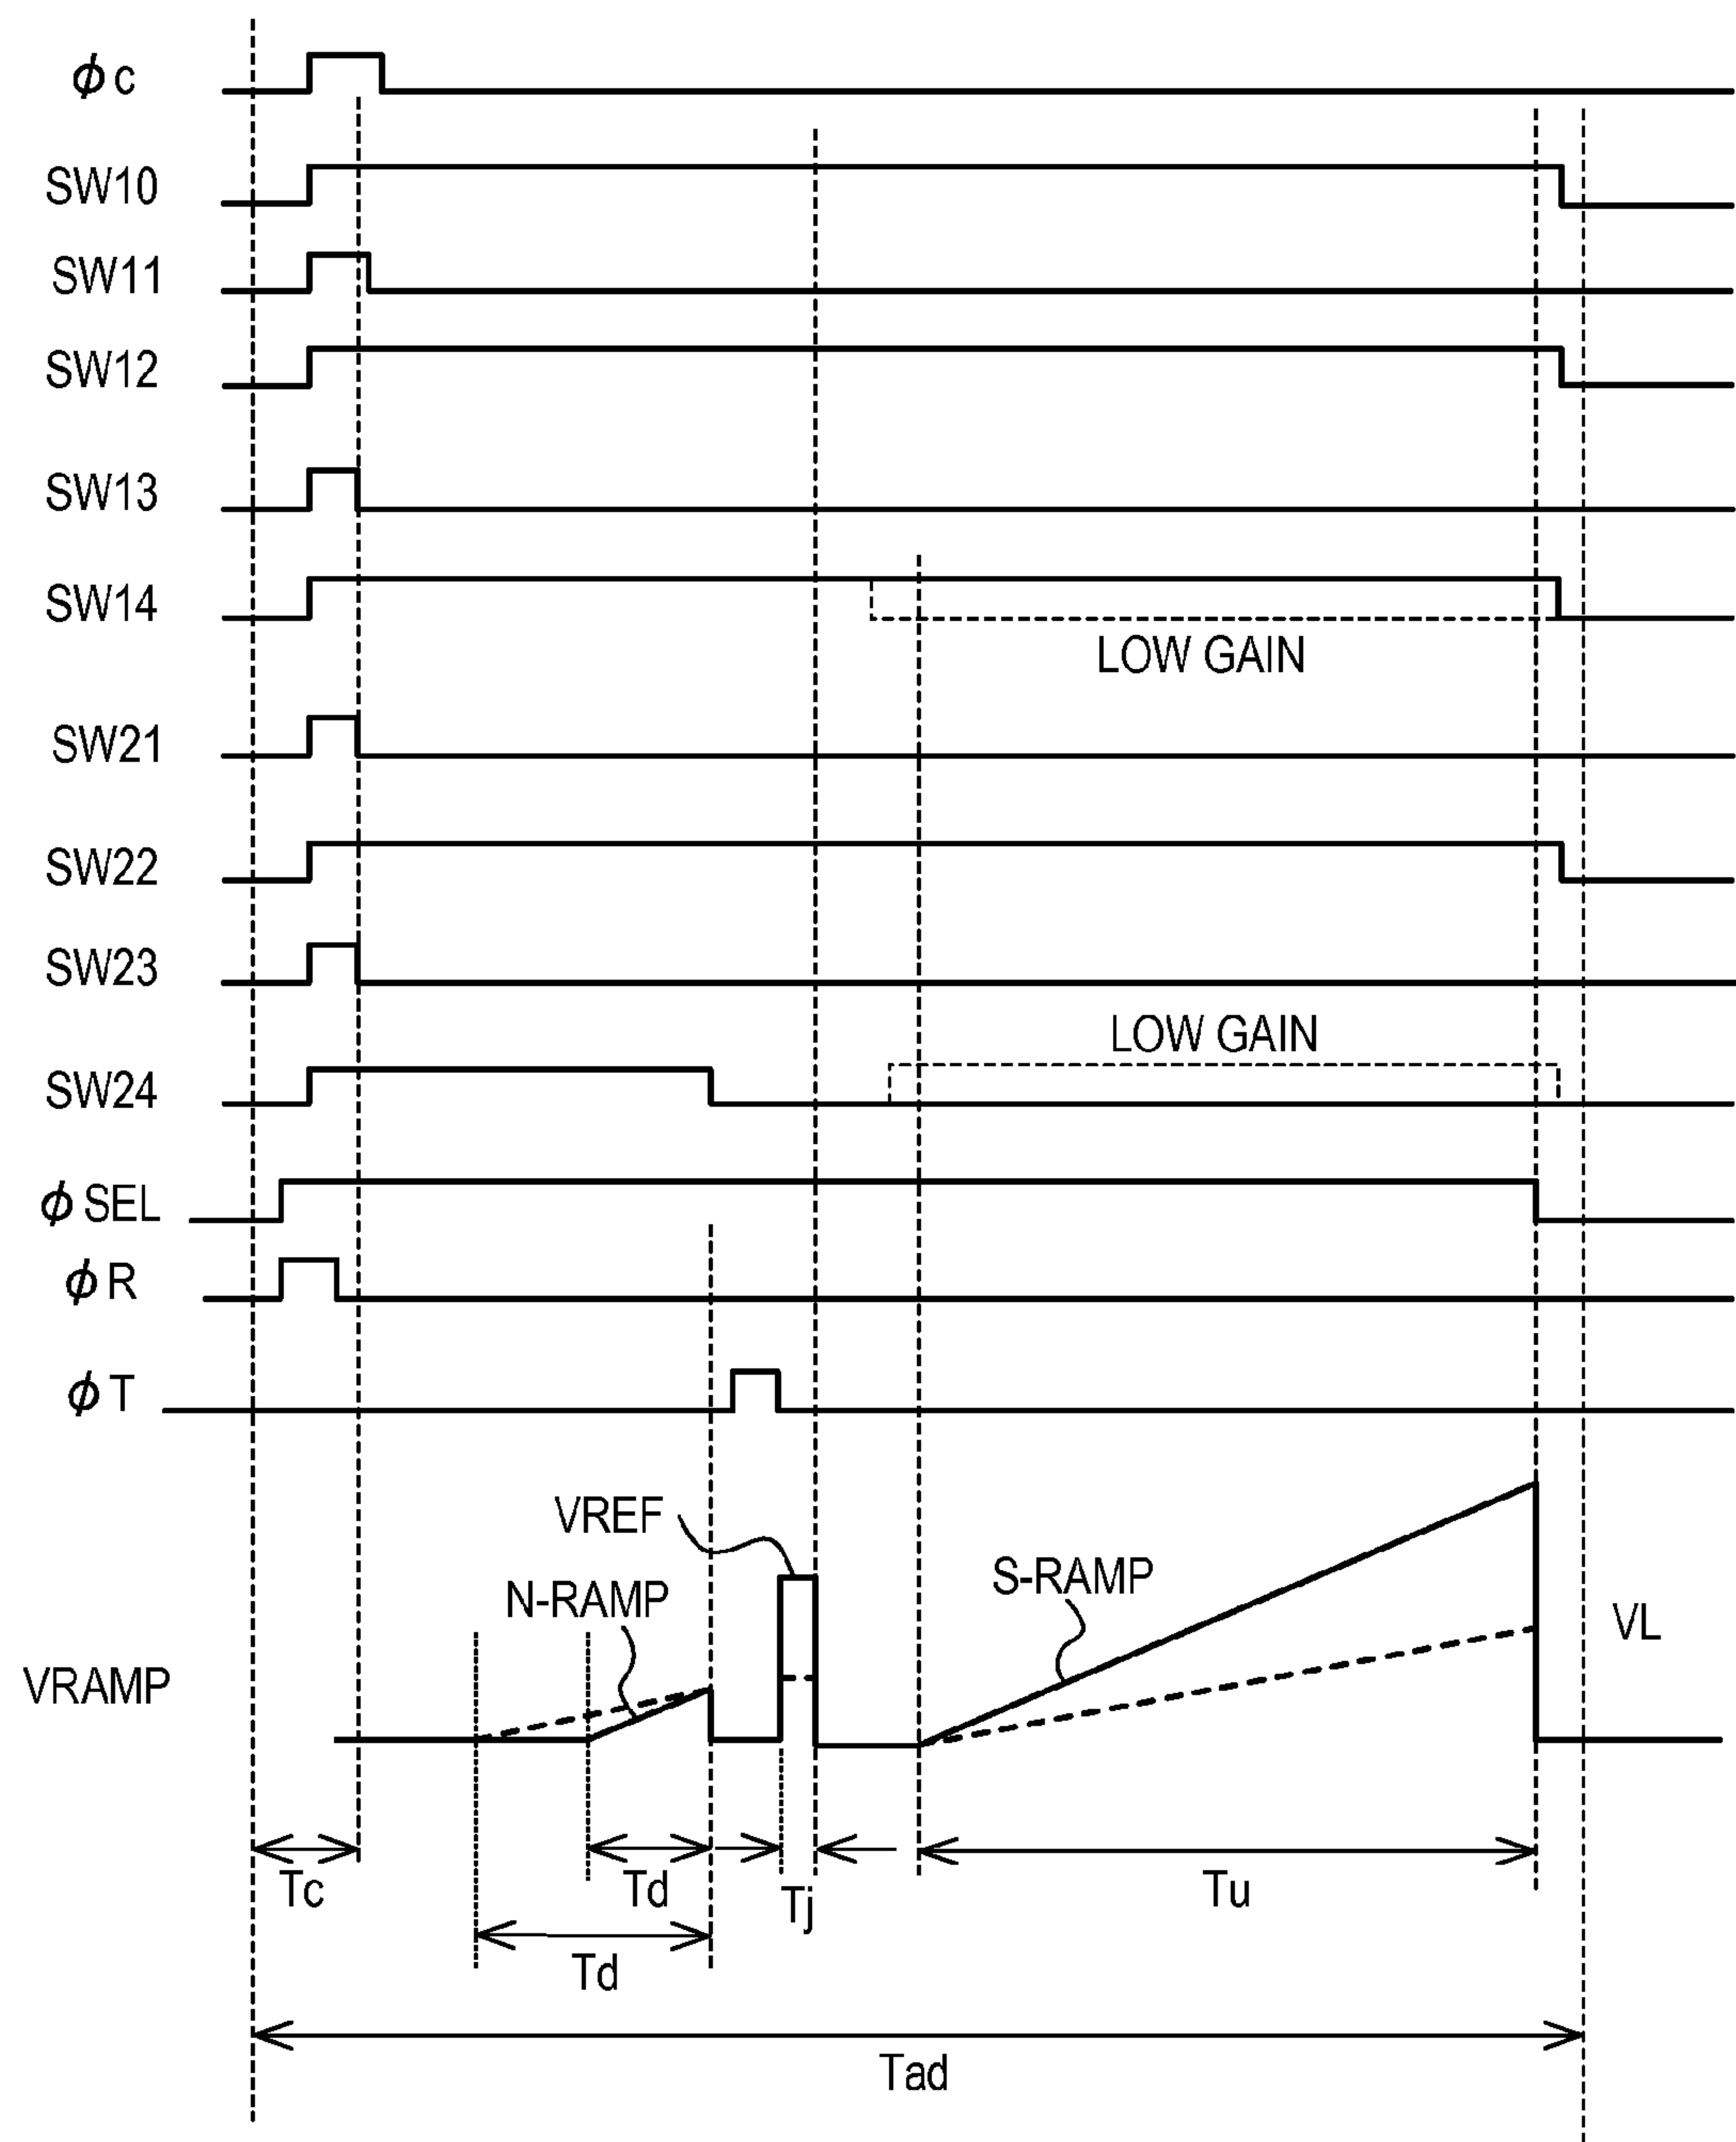 ϕc
SW10
SW11
SW12
SW13
SW14
LOW GAIN
SW21
SW22
SW23
LOW GAIN
SW24
ϕSEL
ϕR
ϕT
VREF
N-RAMP
S-RAMP
VL
VRAMP
Tc
Td
Tj
Tu
Td
Tad